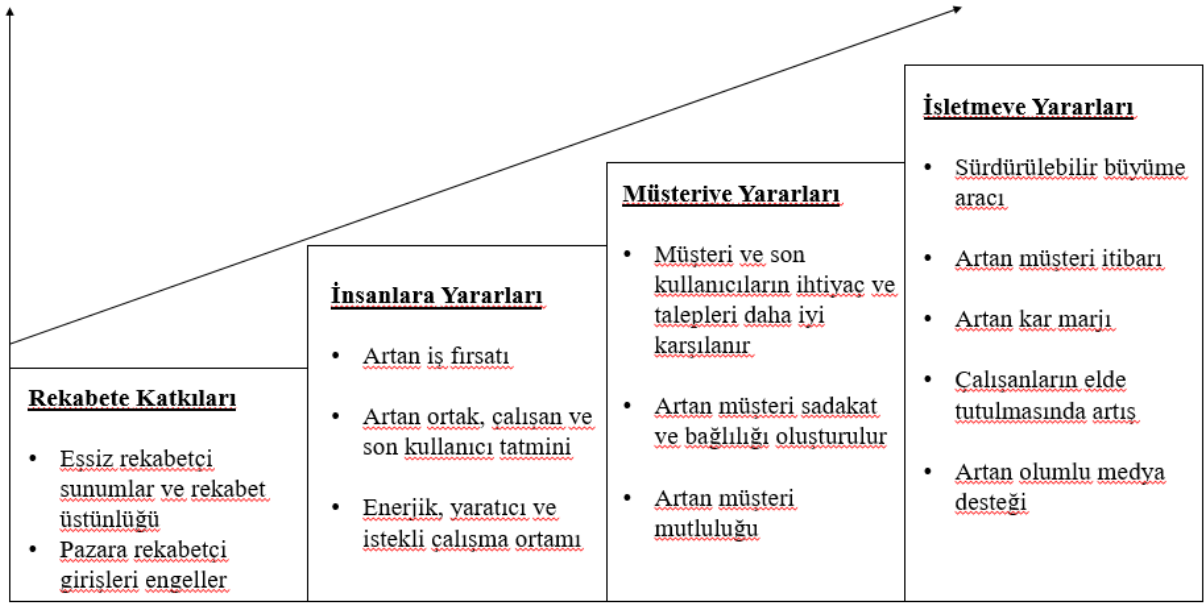 İşletmeye Yararları
• Sürdürülebilir büyüme
aracı
• Artan müşteri itibarı
• Artan kar marjı
• Çalışanların elde
tutulmasında artış
• Artan olumlu medya
desteği
Müşteriye Yararları
• Müşteri ve son
kullanıcıların ihtiyaç ve
talepleri daha iyi
karşılanır
• Artan müşteri sadakat
ve bağlılığı oluşturulur
• Artan müşteri
mutluluğu
İnsanlara Yararları
• Artan iş fırsatı
• Artan ortak, çalışan ve
son kullanıcı tatmini
• Enerjik, yaratıcı ve
istekli çalışma ortamı
Rekabete Katkıları
• Eşsiz rekabetçi
sunumlar ve rekabet
üstünlüğü
• Pazara rekabetçi
girişleri engeller